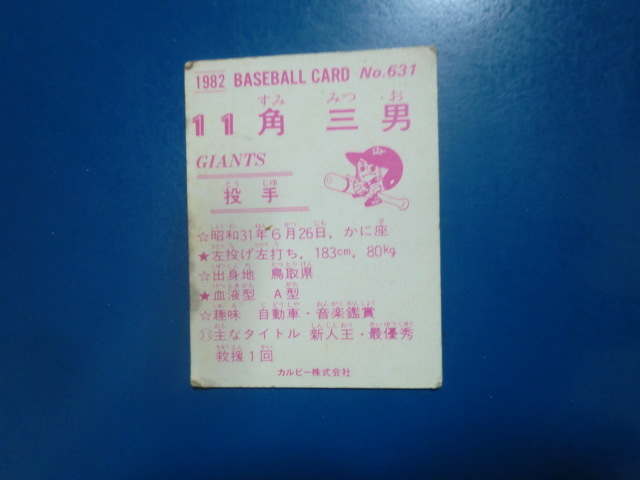 1982 BASEBALL CARD No.631
すみ みつ お
11 角 三 男
GIANTS
とう しゅ
投 手
☆昭和31年6月26日, かに座
★左投げ左打ち, 183cm, 80kg
☆出身地 鳥取県
★血液型 A型
☆趣味 自動車・音楽鑑賞
☆主なタイトル 新人王・最優秀
救援1回
カルビー株式会社